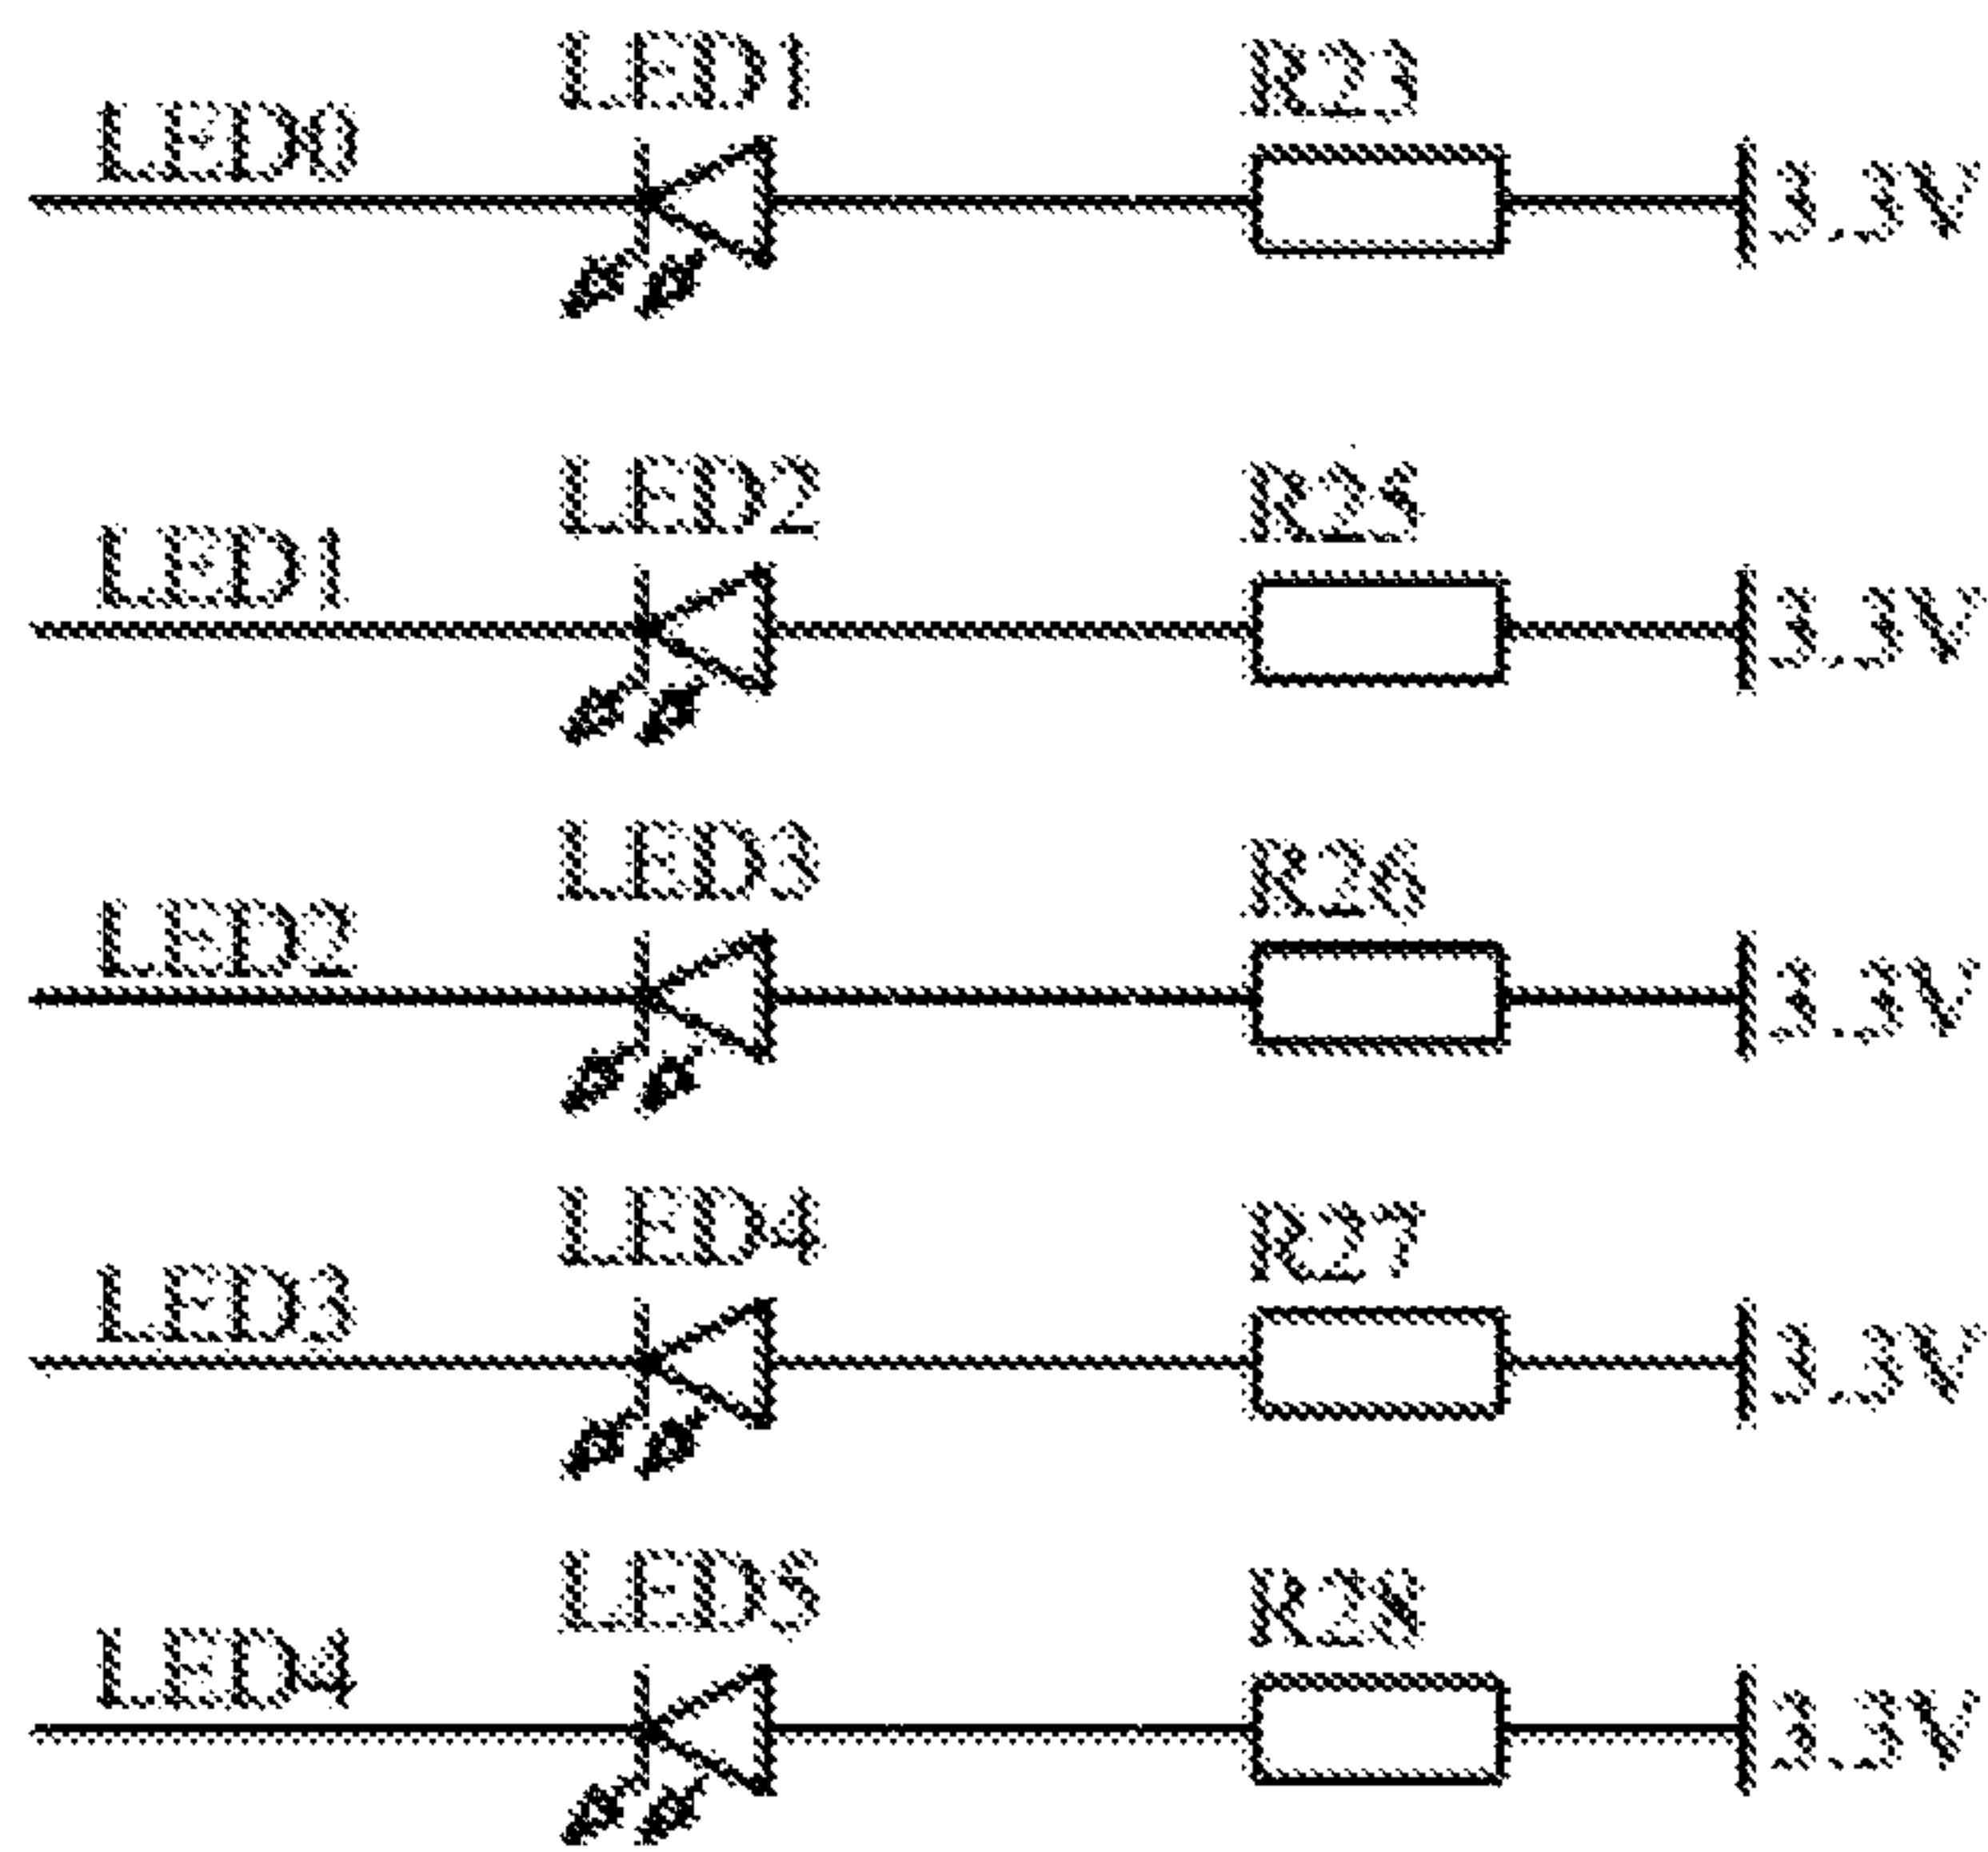 LED1
R23
LED0
3.3V
LED2
R25
LED1
3.3V
LED3
R26
LED2
3.3V
LED4
R27
LED3
3.3V
LED5
R28
LED4
3.3V